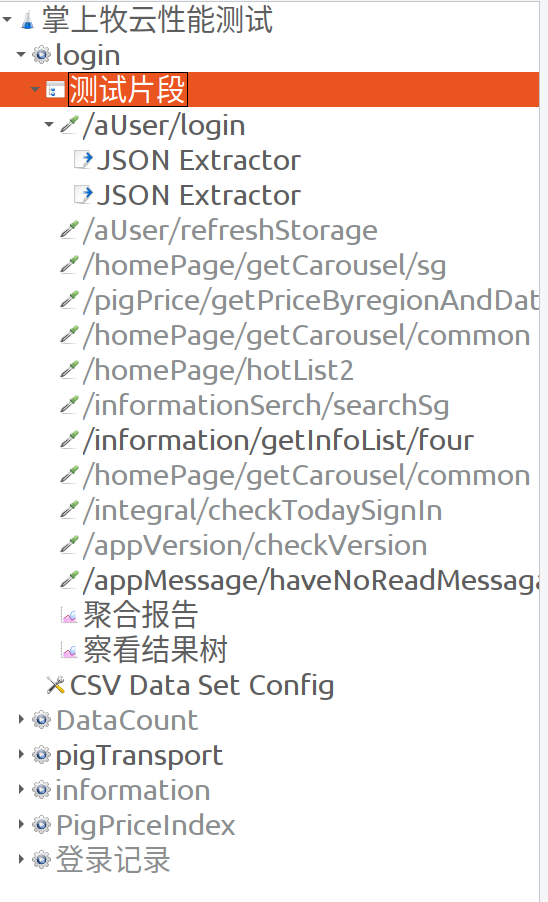 掌上牧云性能测试
login
测试片段
/aUser/login
JSON Extractor
JSON Extractor
/aUser/refreshStorage
/homePage/getCarousel/sg
/pigPrice/getPriceByregionAndDat
/homePage/getCarousel/common
/homePage/hotList2
/informationSerch/searchSg
/information/getInfoList/four
/homePage/getCarousel/common
/integral/checkTodaySignIn
/appVersion/checkVersion
/appMessage/haveNoReadMessaga
聚合报告
察看结果树
CSV Data Set Config
DataCount
pigTransport
information
PigPriceIndex
登录记录